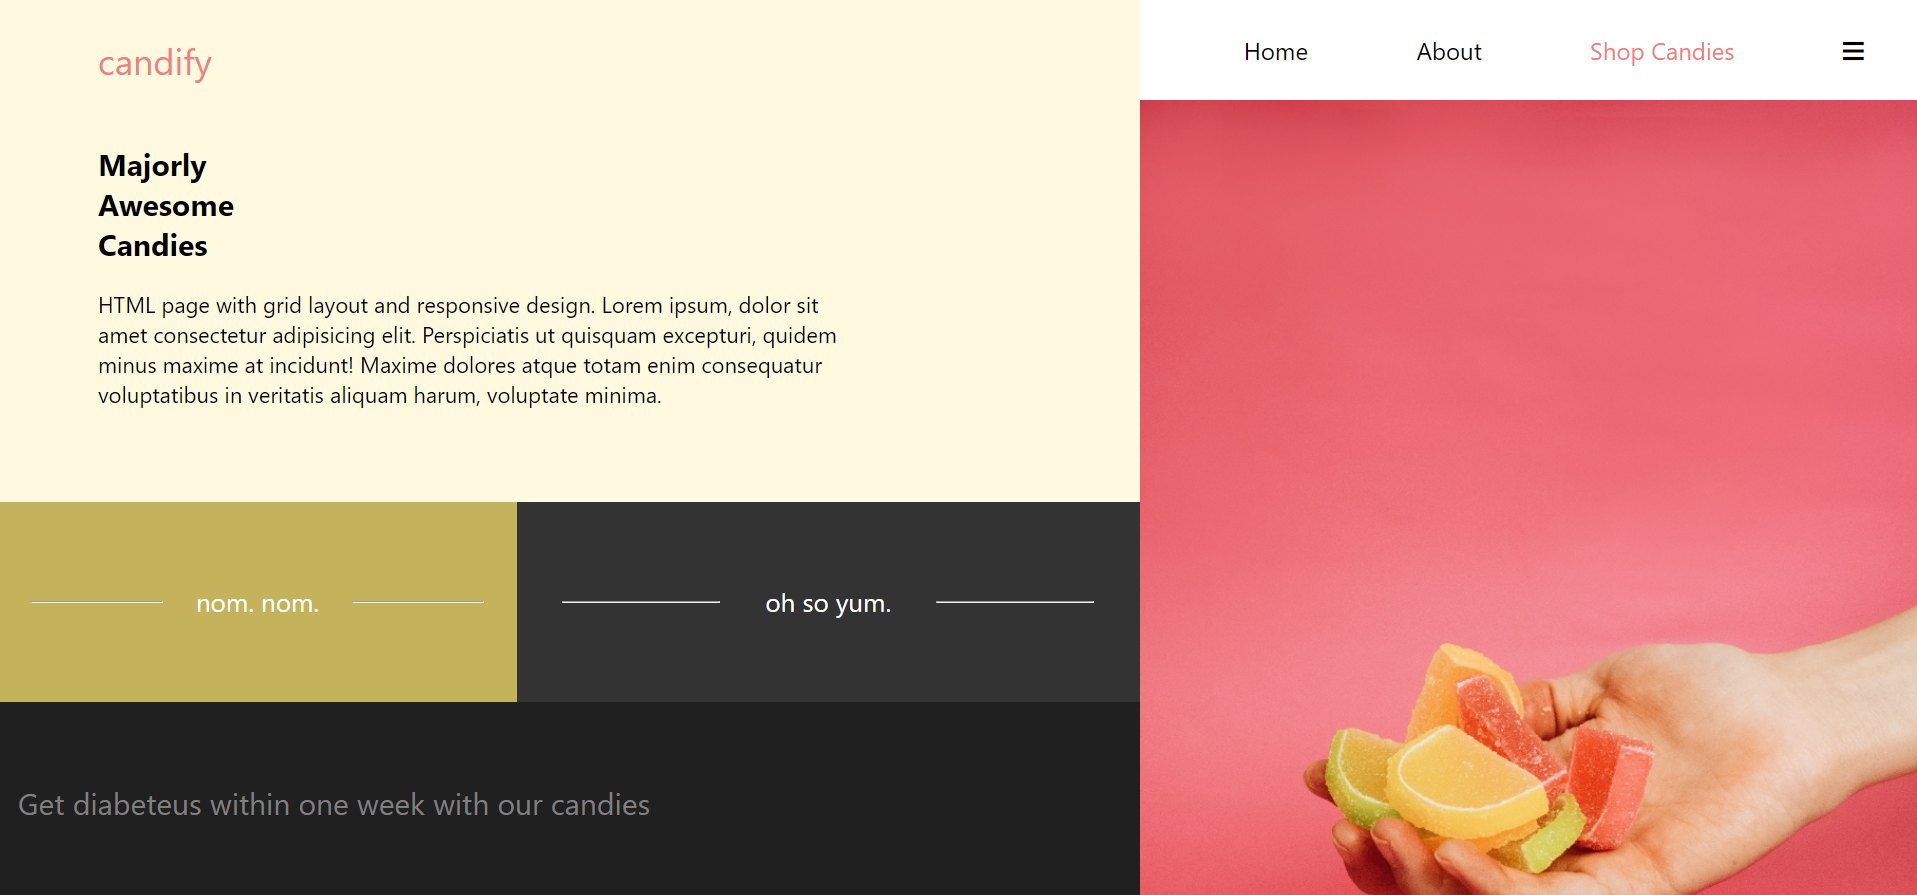 candify
Home
About
Shop Candies
Majorly
Awesome
Candies
HTML page with grid layout and responsive design. Lorem ipsum, dolor sit
amet consectetur adipisicing elit. Perspiciatis ut quisquam excepturi, quidem
minus maxime at incidunt! Maxime dolores atque totam enim consequatur
voluptatibus in veritatis aliquam harum, voluptate minima.
nom. nom.
oh so yum.
Get diabeteus within one week with our candies